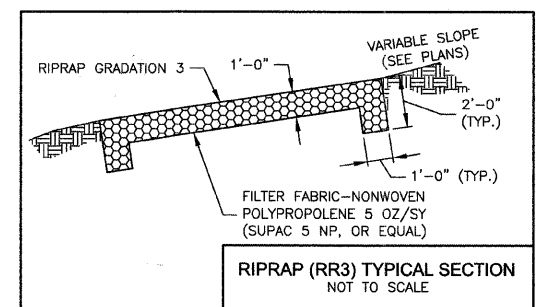 VARIABLE SLOPE
(SEE PLANS)
RIPRAP GRADATION 3
1'-0"
2'-0"
(TYP.)
1'-0" (TYP.)
FILTER FABRIC-NONWOVEN
POLYPROPOLENE 5 OZ/SY
(SUPAC 5 NP, OR EQUAL)
RIPRAP (RR3) TYPICAL SECTION
NOT TO SCALE